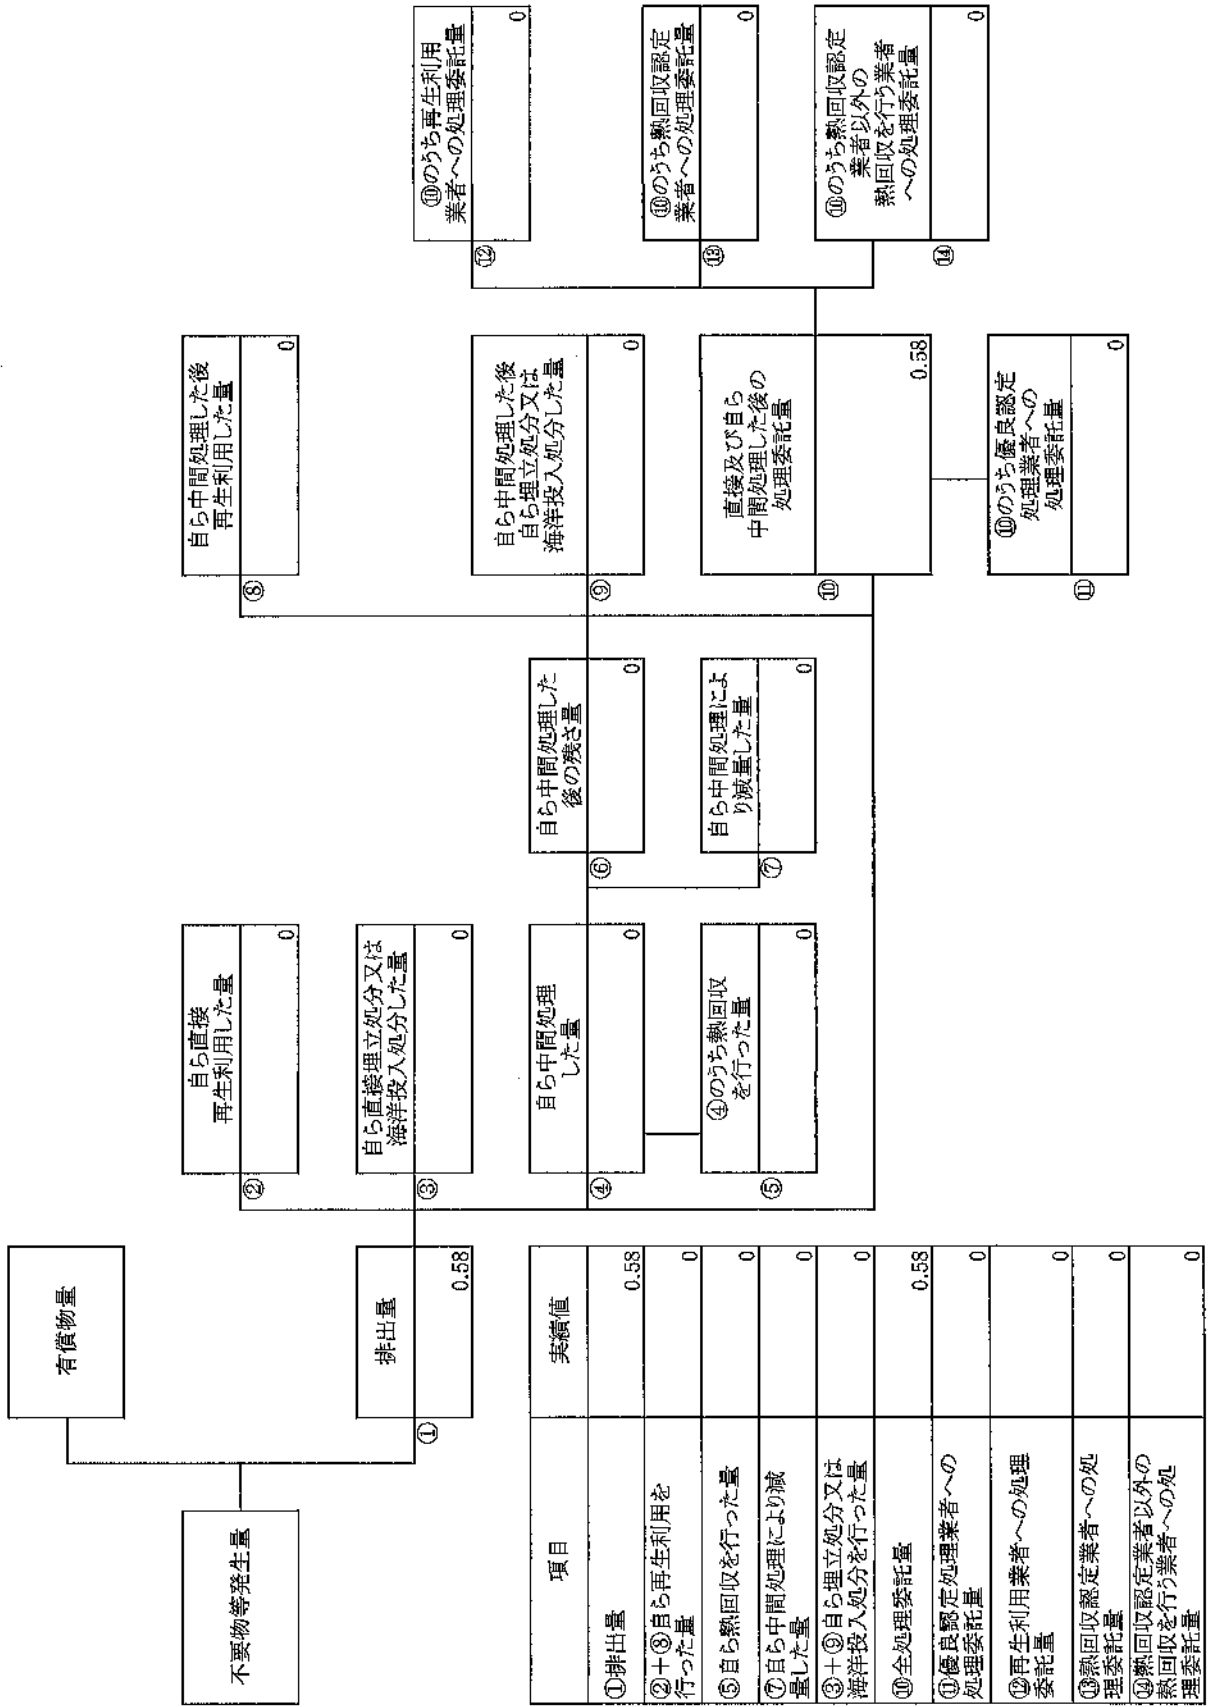 不要物等発生量
有償物量
排出量
①
0.58
自ら直接
再生利用した量
②
0
自ら直接埋立処分又は
海洋投入処分した量
③
0
自ら中間処理
した量
④
0
④のうち熱回収
を行った量
⑤
0
自ら中間処理した
後の残さ量
⑥
0
自ら中間処理によ
り減量した量
⑦
0
自ら中間処理した後
再生利用した量
⑧
0
自ら中間処理した後
自ら埋立処分又は
海洋投入処分した量
⑨
0
直接及び自ら
中間処理した後の
処理委託量
⑩
0.58
⑩のうち優良認定
処理業者への
処理委託量
⑪
0
⑩のうち再生利用
業者への処理委託量
⑫
0
⑩のうち熱回収認定
業者への処理委託量
⑬
0
⑩のうち熱回収認定
業者以外の
熱回収を行う業者
への処理委託量
⑭
0
項目 実績値
①排出量 0.58
②+⑧自ら再生利用を
行った量 0
⑤自ら熱回収を行った量 0
⑦自ら中間処理により減
量した量 0
③+⑨自ら埋立処分又は
海洋投入処分を行った量 0
⑩全処理委託量 0.58
⑪優良認定処理業者への
処理委託量 0
⑫再生利用業者への処理
委託量 0
⑬熱回収認定業者への処
理委託量 0
⑭熱回収認定業者以外の
熱回収を行う業者への処
理委託量 0